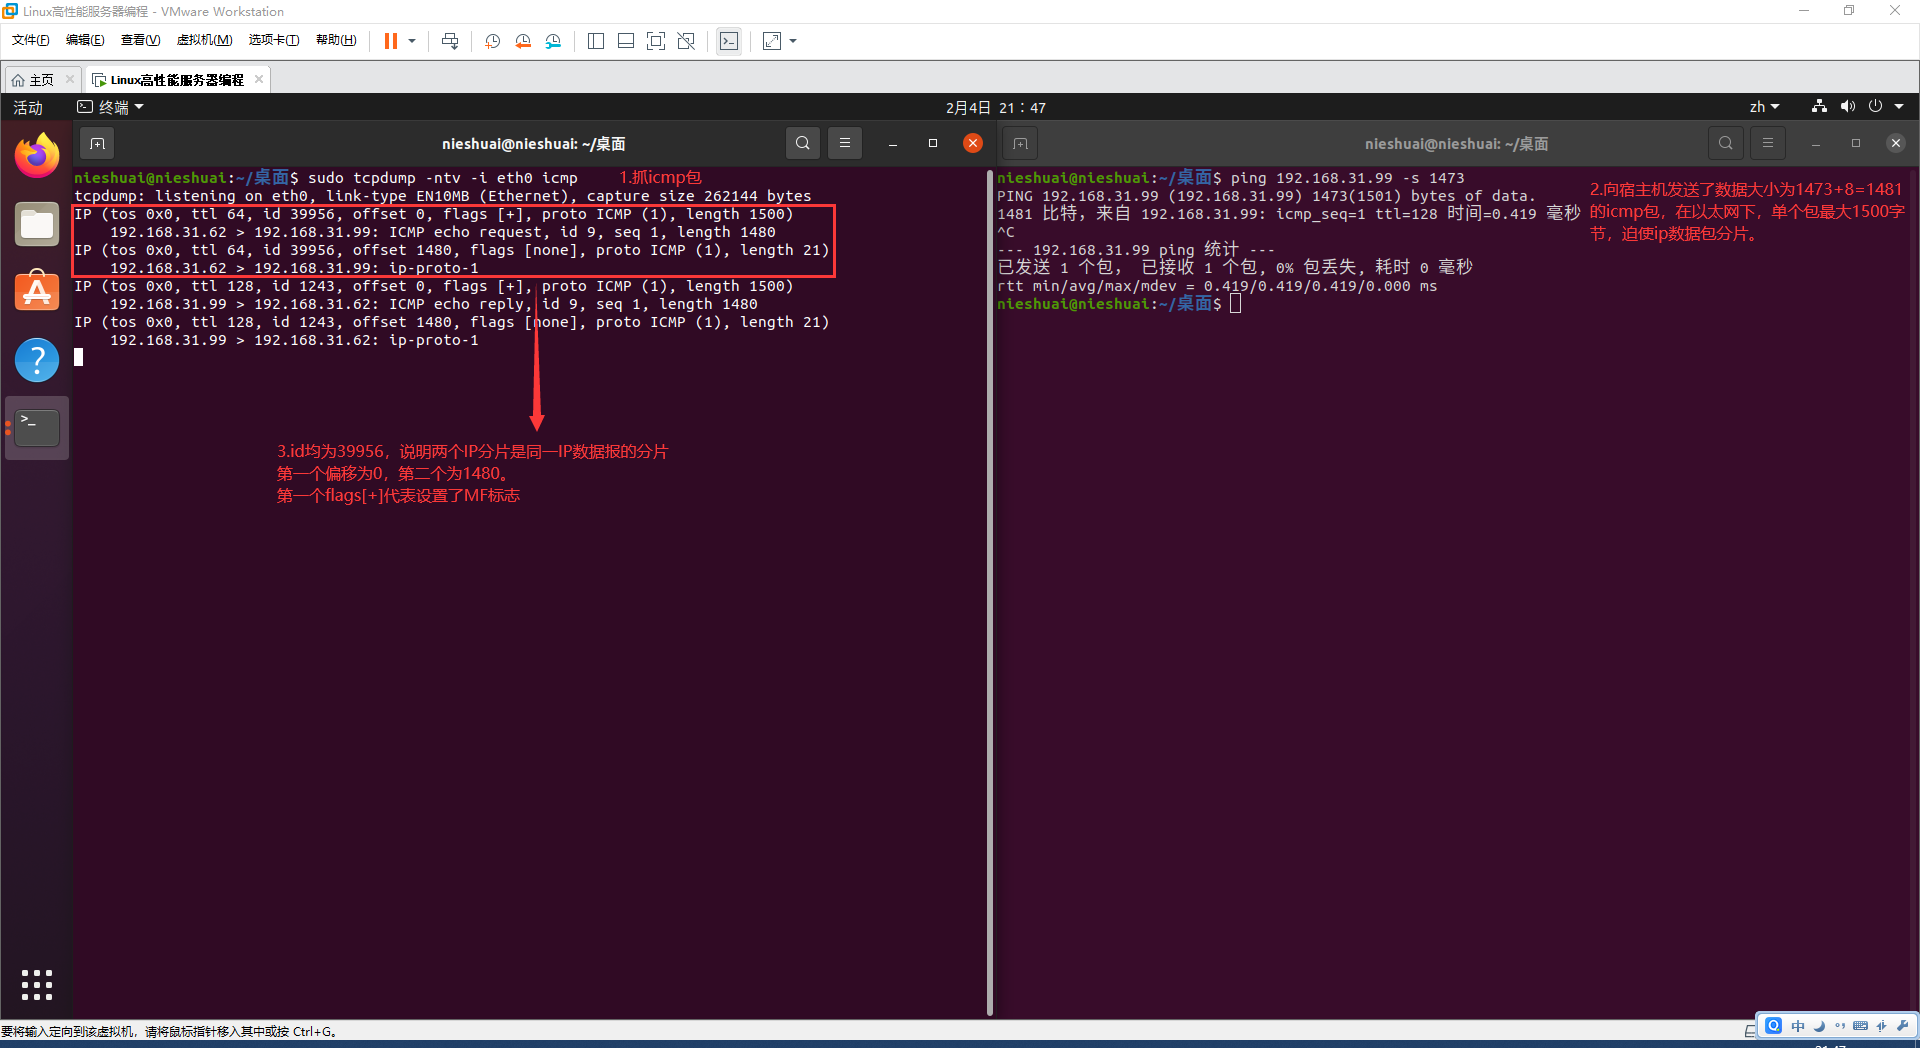 Linux高性能服务器编程 - VMware Workstation
文件(F) 编辑(E) 查看(V) 虚拟机(M) 选项卡(T) 帮助(H)
主页 Linux高性能服务器编程
活动 终端 2月4日 21：47 zh
nieshuai@nieshuai: ~/桌面
nieshuai@nieshuai:~/桌面$ sudo tcpdump -ntv -i eth0 icmp 1.抓icmp包
tcpdump: listening on eth0, link-type EN10MB (Ethernet), capture size 262144 bytes
IP (tos 0x0, ttl 64, id 39956, offset 0, flags [+], proto ICMP (1), length 1500)
192.168.31.62 > 192.168.31.99: ICMP echo request, id 9, seq 1, length 1480
IP (tos 0x0, ttl 64, id 39956, offset 1480, flags [none], proto ICMP (1), length 21)
192.168.31.62 > 192.168.31.99: ip-proto-1
IP (tos 0x0, ttl 128, id 1243, offset 0, flags [+], proto ICMP (1), length 1500)
192.168.31.99 > 192.168.31.62: ICMP echo reply, id 9, seq 1, length 1480
IP (tos 0x0, ttl 128, id 1243, offset 1480, flags [none], proto ICMP (1), length 21)
192.168.31.99 > 192.168.31.62: ip-proto-1
3.id均为39956，说明两个IP分片是同一IP数据报的分片
第一个偏移为0，第二个为1480。
第一个flags[+]代表设置了MF标志
nieshuai@nieshuai: ~/桌面
nieshuai@nieshuai:~/桌面$ ping 192.168.31.99 -s 1473
PING 192.168.31.99 (192.168.31.99) 1473(1501) bytes of data.
1481 比特，来自 192.168.31.99: icmp_seq=1 ttl=128 时间=0.419 毫秒
^C
--- 192.168.31.99 ping 统计 ---
已发送 1 个包， 已接收 1 个包, 0% 包丢失, 耗时 0 毫秒
rtt min/avg/max/mdev = 0.419/0.419/0.419/0.000 ms
nieshuai@nieshuai:~/桌面$
2.向宿主机发送了数据大小为1473+8=1481
的icmp包，在以太网下，单个包最大1500字
节，迫使ip数据包分片。
要将输入定向到该虚拟机，请将鼠标指针移入其中或按 Ctrl+G。
中